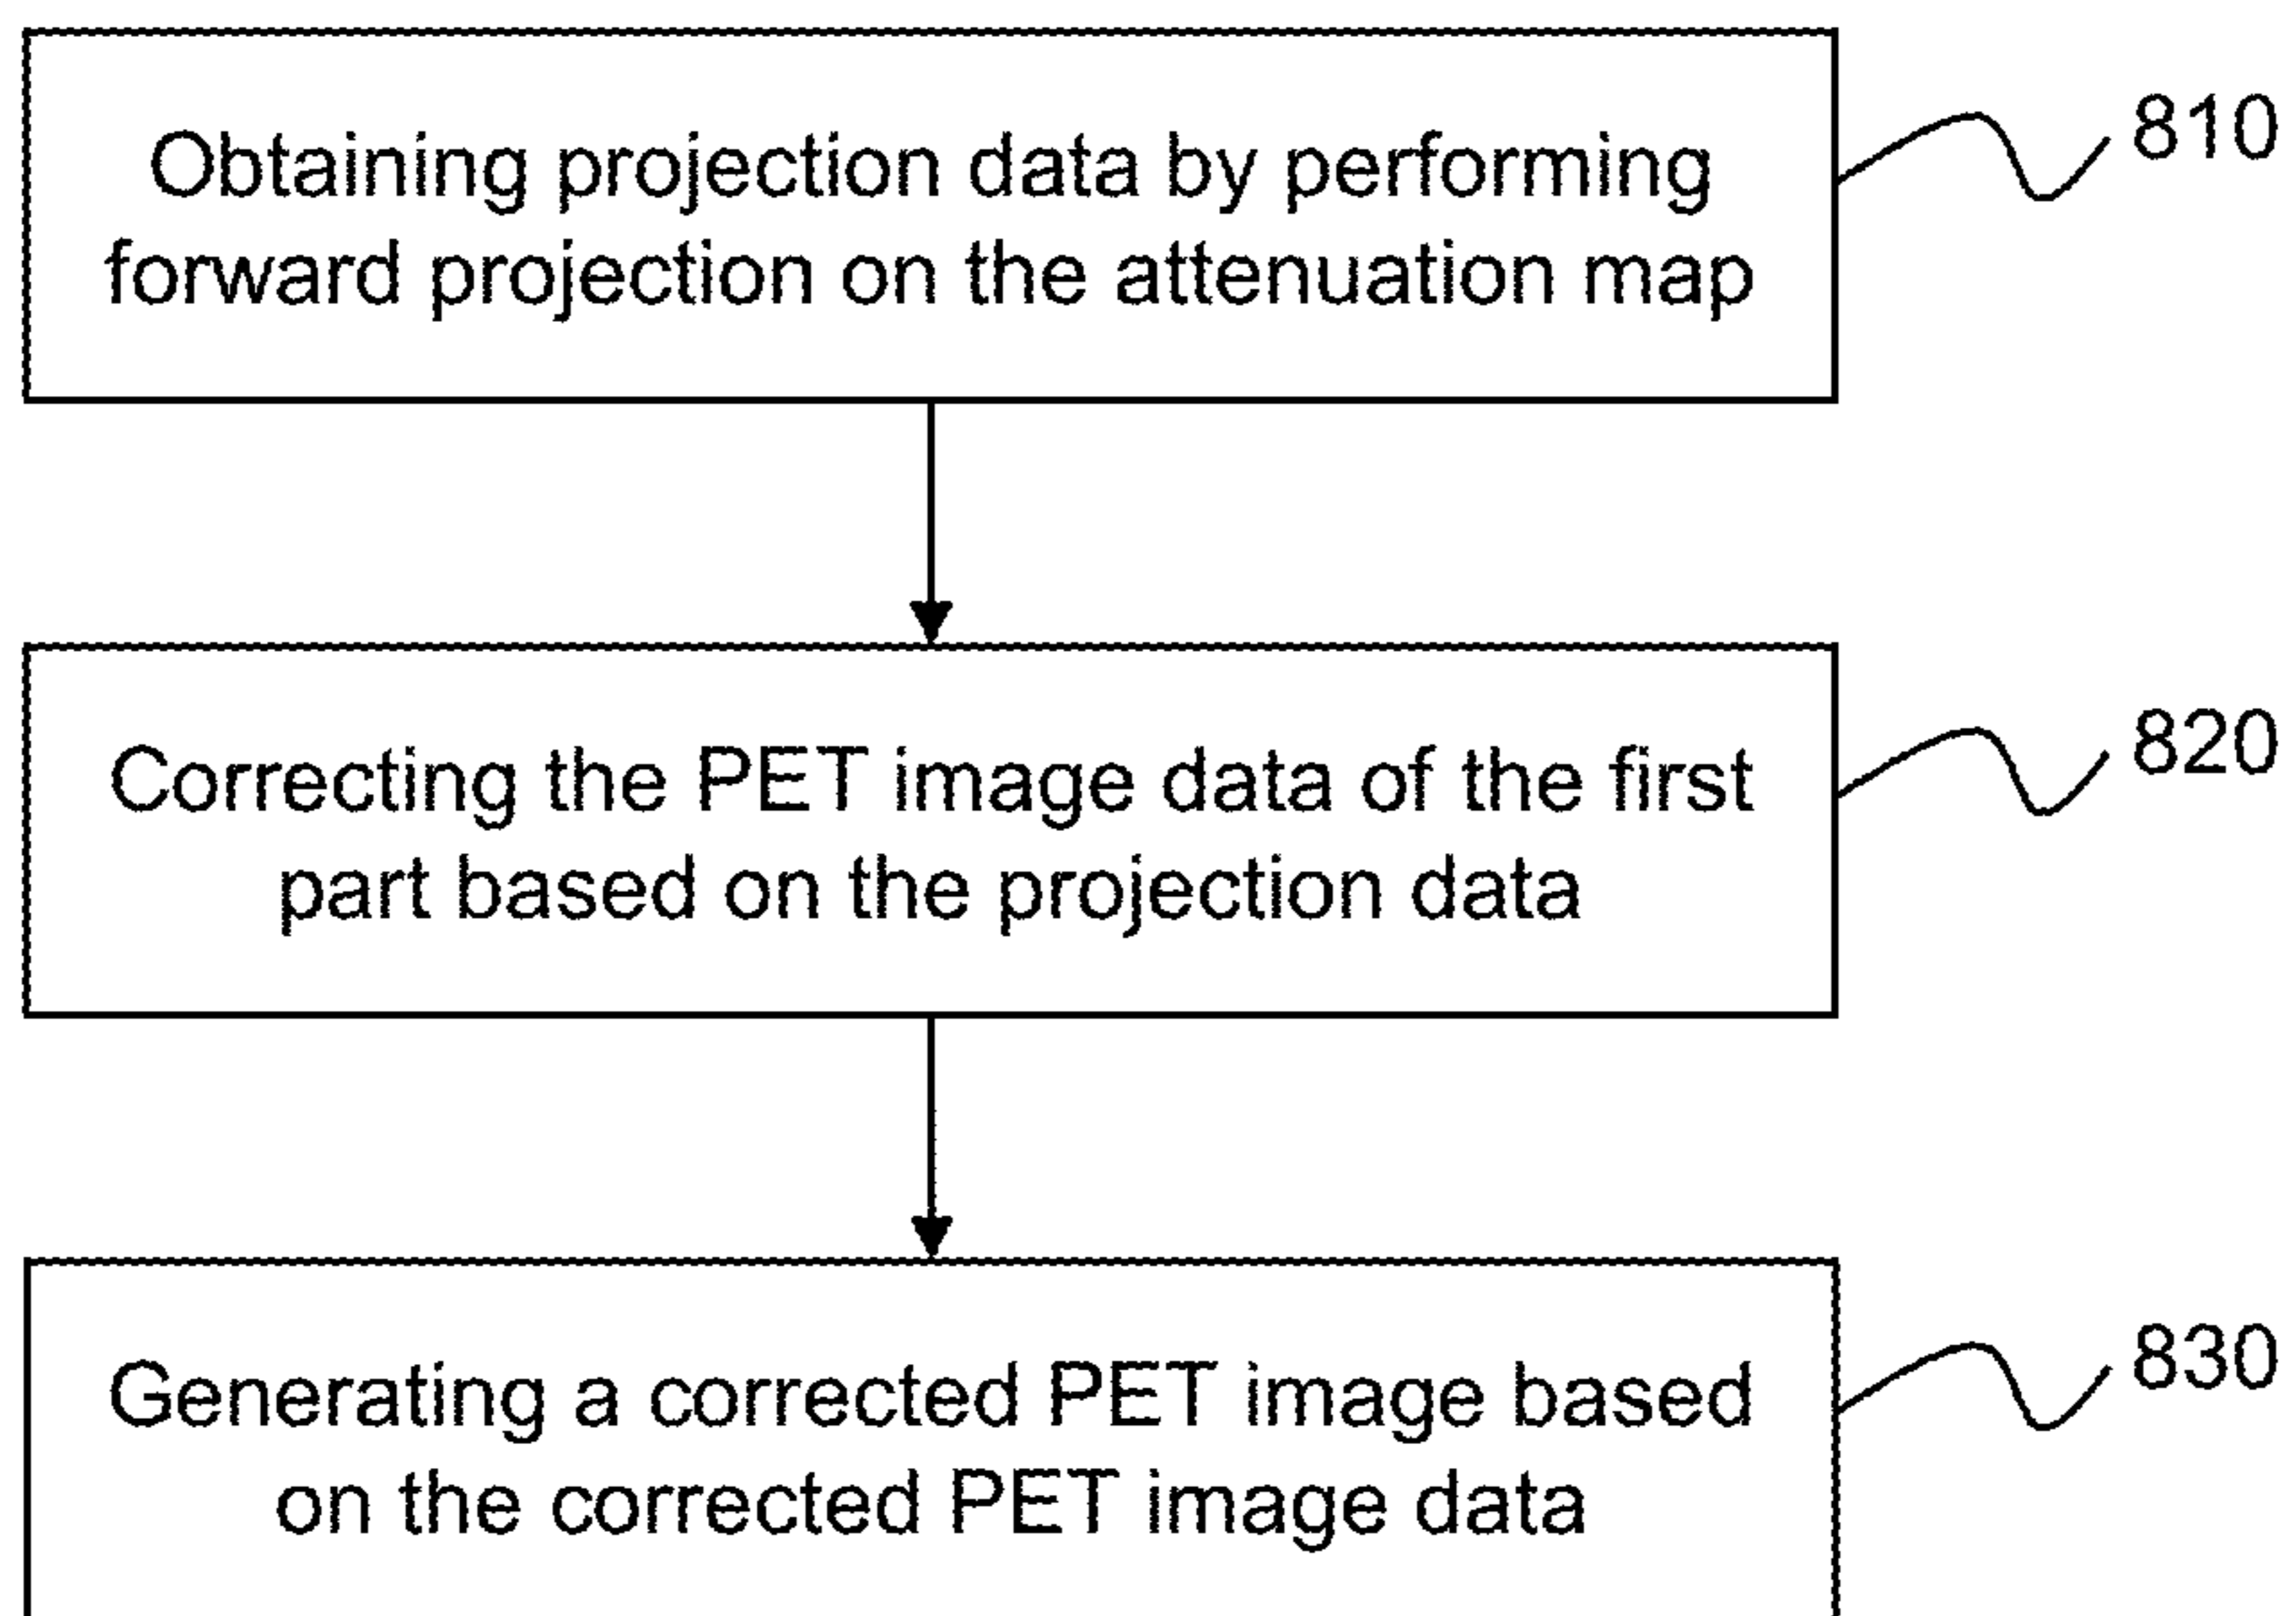 Obtaining projection data by performing
forward projection on the attenuation map
810
Correcting the PET image data of the first
part based on the projection data
820
Generating a corrected PET image based
on the corrected PET image data
830